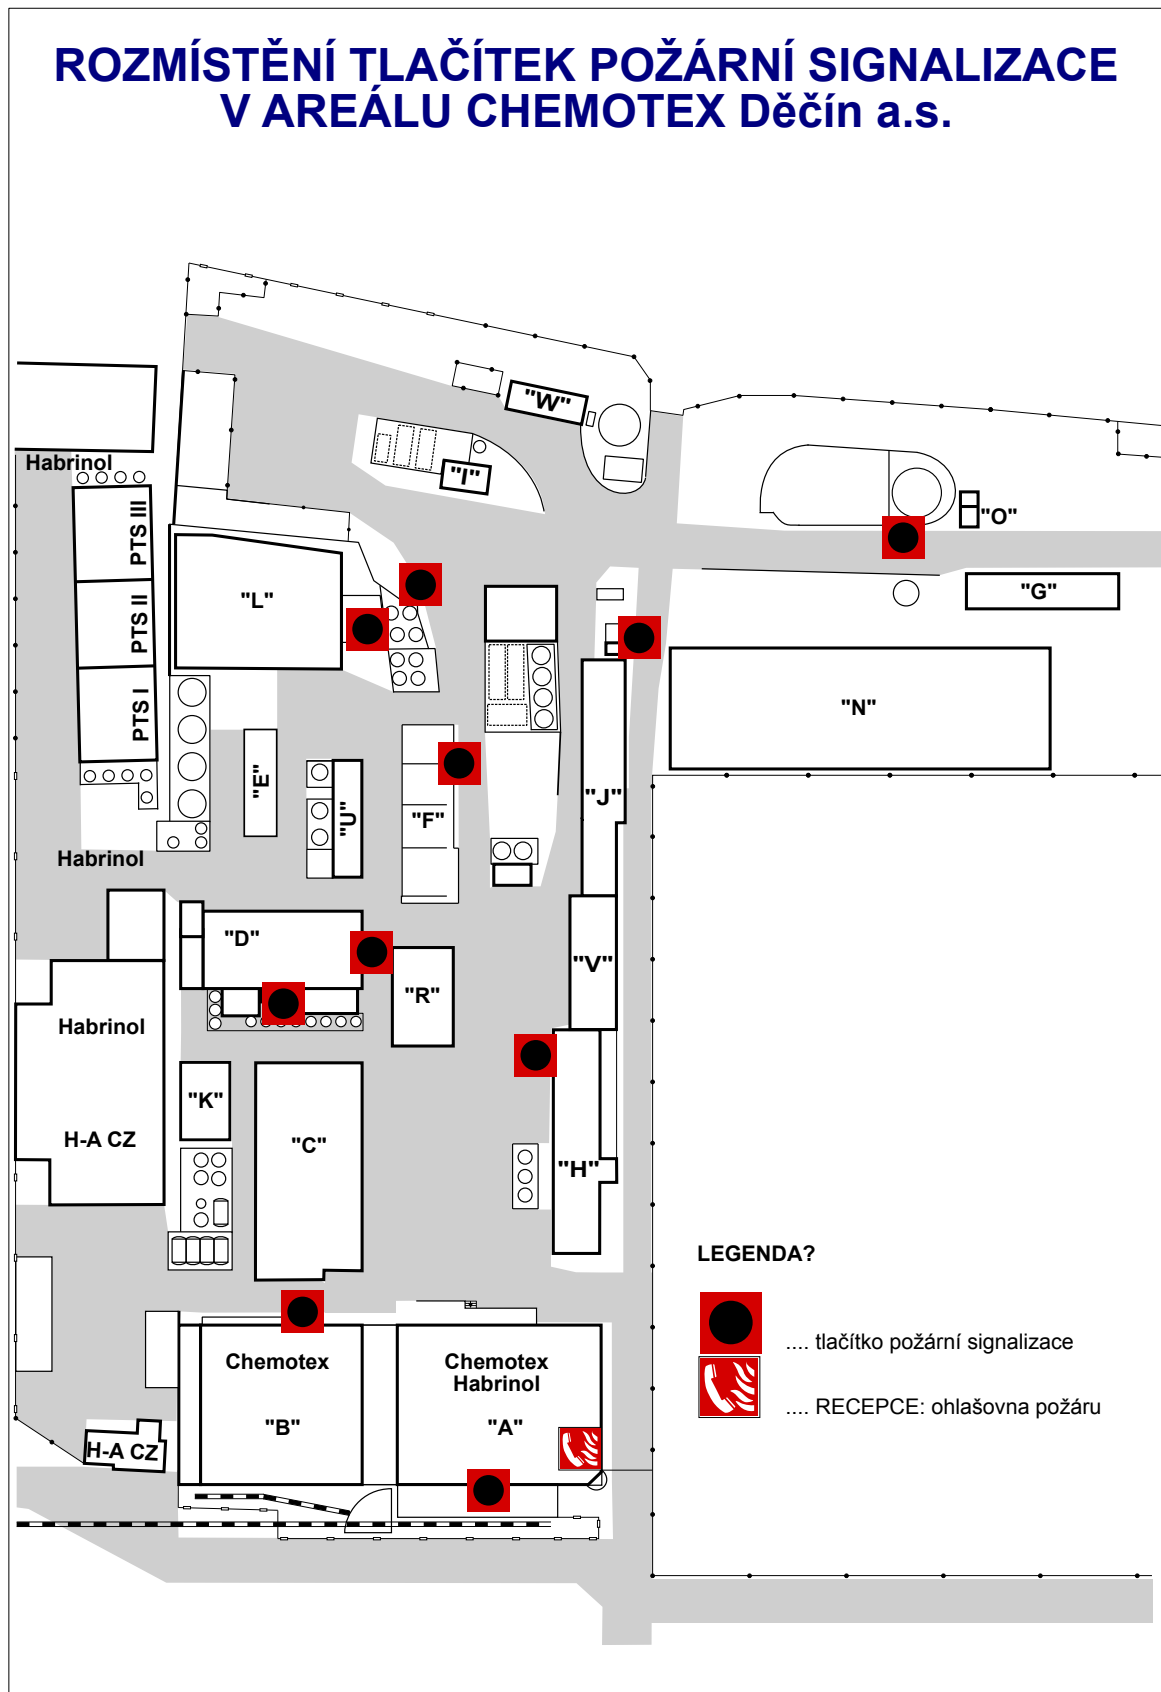 ROZMÍSTĚNÍ TLAČÍTEK POŽÁRNÍ SIGNALIZACE
V AREÁLU CHEMOTEX Děčín a.s.
"W"
Habrinol
"I"
PTS III
"O"
"L"
"G"
PTS II
PTS I
"N"
"E"
"U"
"F"
"J"
Habrinol
"D"
"V"
"R"
Habrinol
"K"
H-A CZ
"C"
"H"
LEGENDA?
.... tlačítko požární signalizace
.... RECEPCE: ohlašovna požáru
Chemotex
"B"
Chemotex
Habrinol
"A"
H-A CZ